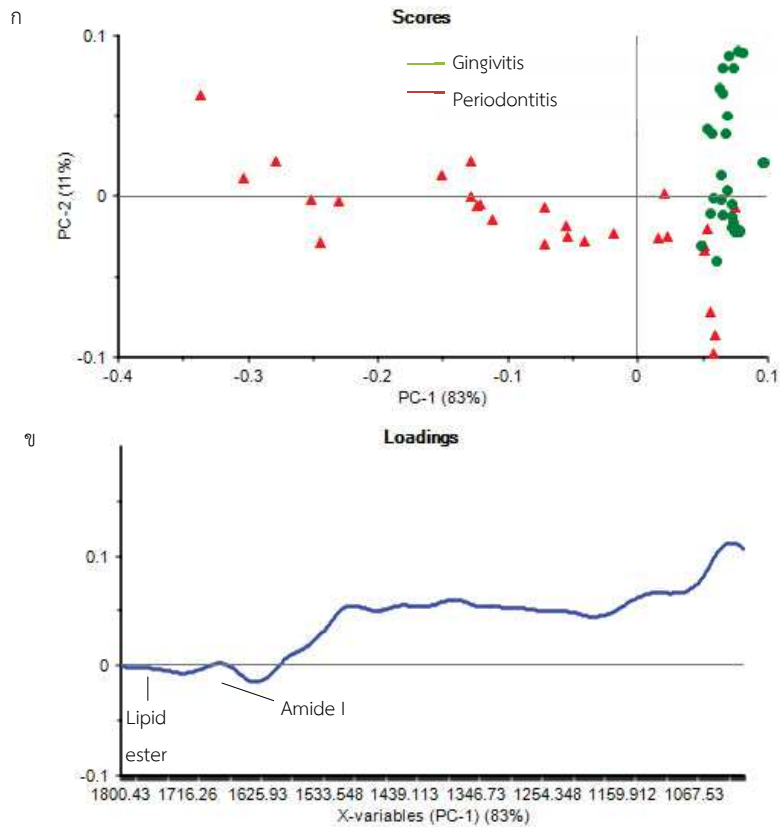 ก
Scores
0.1
Gingivitis
Periodontitis
PC-2 (11%)
0
-0.1
-0.4 -0.3 -0.2 -0.1 0 0.1
PC-1 (83%)
ข
Loadings
0.1
0
Lipid
ester
Amide I
-0.1
1800.43 1716.26 1625.93 1533.548 1439.113 1346.73 1254.348 1159.912 1067.53
X-variables (PC-1) (83%)